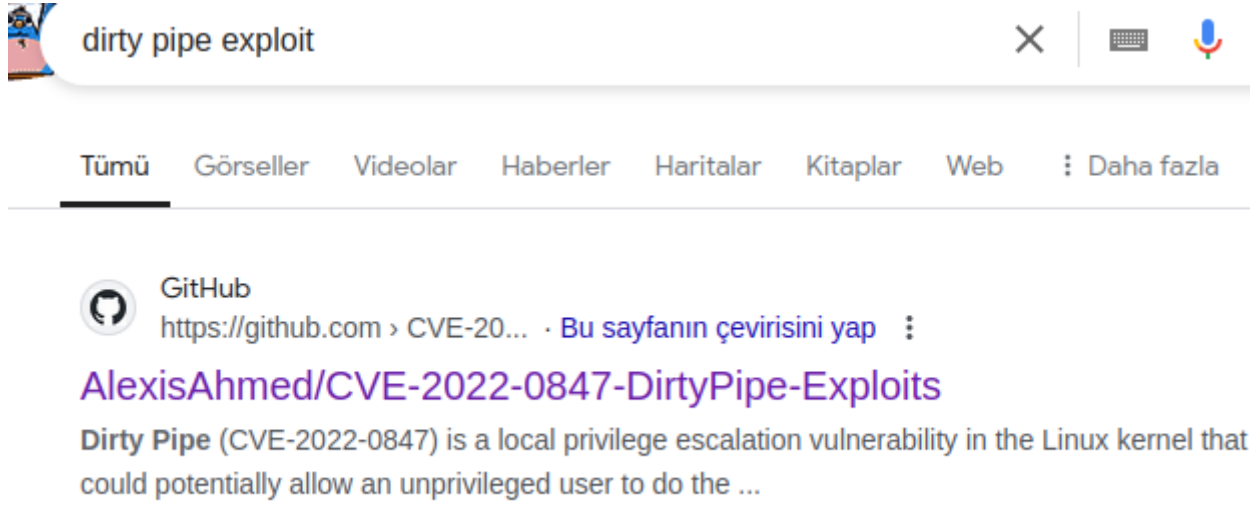 dirty pipe exploit
Tümü Görseller Videolar Haberler Haritalar Kitaplar Web Daha fazla
GitHub
https://github.com › CVE-20... · Bu sayfanın çevirisini yap
AlexisAhmed/CVE-2022-0847-DirtyPipe-Exploits
Dirty Pipe (CVE-2022-0847) is a local privilege escalation vulnerability in the Linux kernel that
could potentially allow an unprivileged user to do the ...